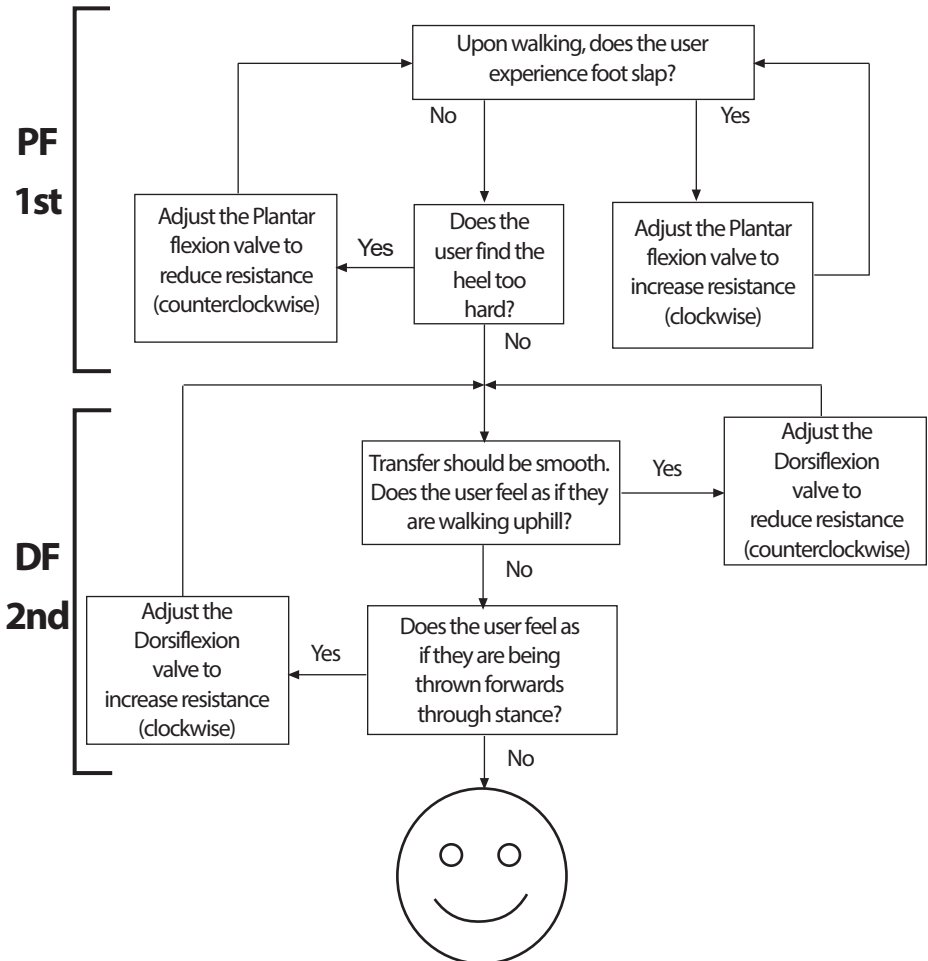 PF
1st
Upon walking, does the user
experience foot slap?
No
Yes
Adjust the Plantar
flexion valve to
reduce resistance
(counterclockwise)
Yes
Does the
user find the
heel too
hard?
Adjust the Plantar
flexion valve to
increase resistance
(clockwise)
No
DF
2nd
Transfer should be smooth.
Does the user feel as if they
are walking uphill?
Yes
Adjust the
Dorsiflexion
valve to
reduce resistance
(counterclockwise)
No
Adjust the
Dorsiflexion
valve to
increase resistance
(clockwise)
Yes
Does the user feel as
if they are being
thrown forwards
through stance?
No